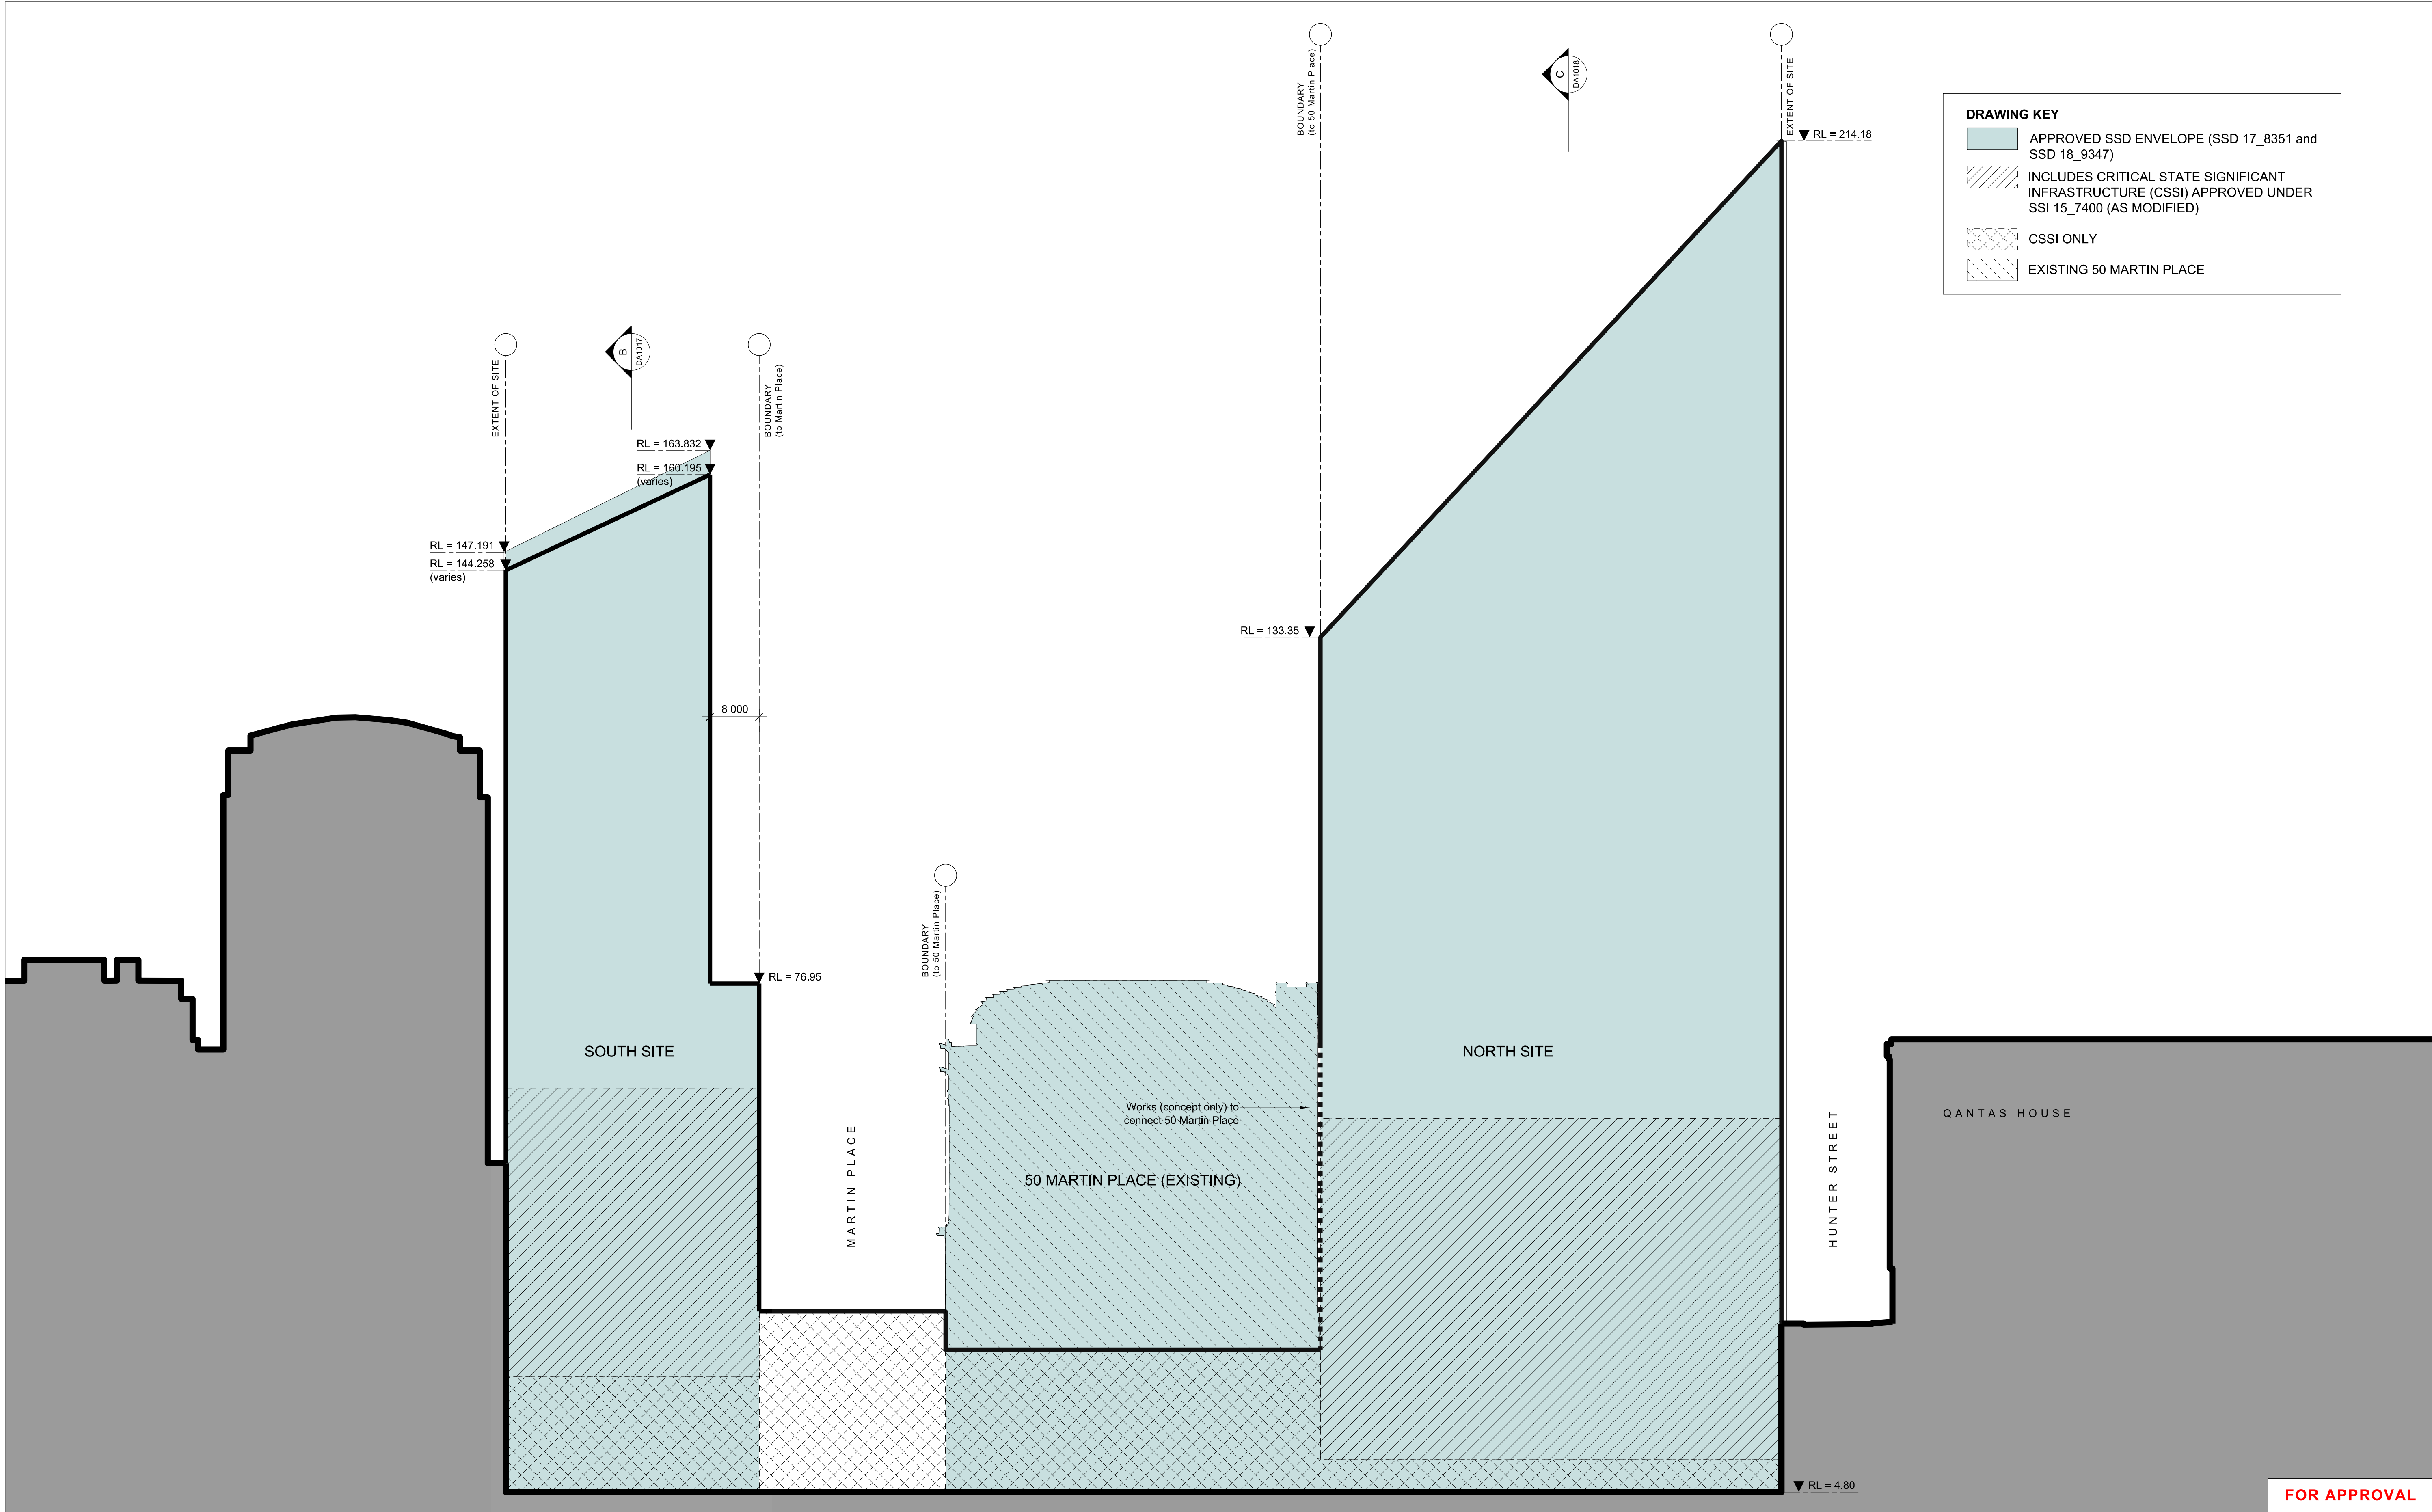 BOUNDARY
(to 50 Martin Place)
C
DA1018
EXTENT OF SITE
RL = 214.18
DRAWING KEY
APPROVED SSD ENVELOPE (SSD 17_8351 and
SSD 18_9347)
INCLUDES CRITICAL STATE SIGNIFICANT
INFRASTRUCTURE (CSSI) APPROVED UNDER
SSI 15_7400 (AS MODIFIED)
CSSI ONLY
EXISTING 50 MARTIN PLACE
EXTENT OF SITE
B
DA1017
BOUNDARY
(to Martin Place)
RL = 163.832
RL = 160.195
(varies)
RL = 147.191
RL = 144.258
(varies)
RL = 133.35
8 000
BOUNDARY
(to 50 Martin Place)
RL = 76.95
SOUTH SITE
NORTH SITE
Works (concept only) to
connect 50 Martin Place
MARTIN PLACE
50 MARTIN PLACE (EXISTING)
HUNTER STREET
QANTAS HOUSE
RL = 4.80
FOR APPROVAL